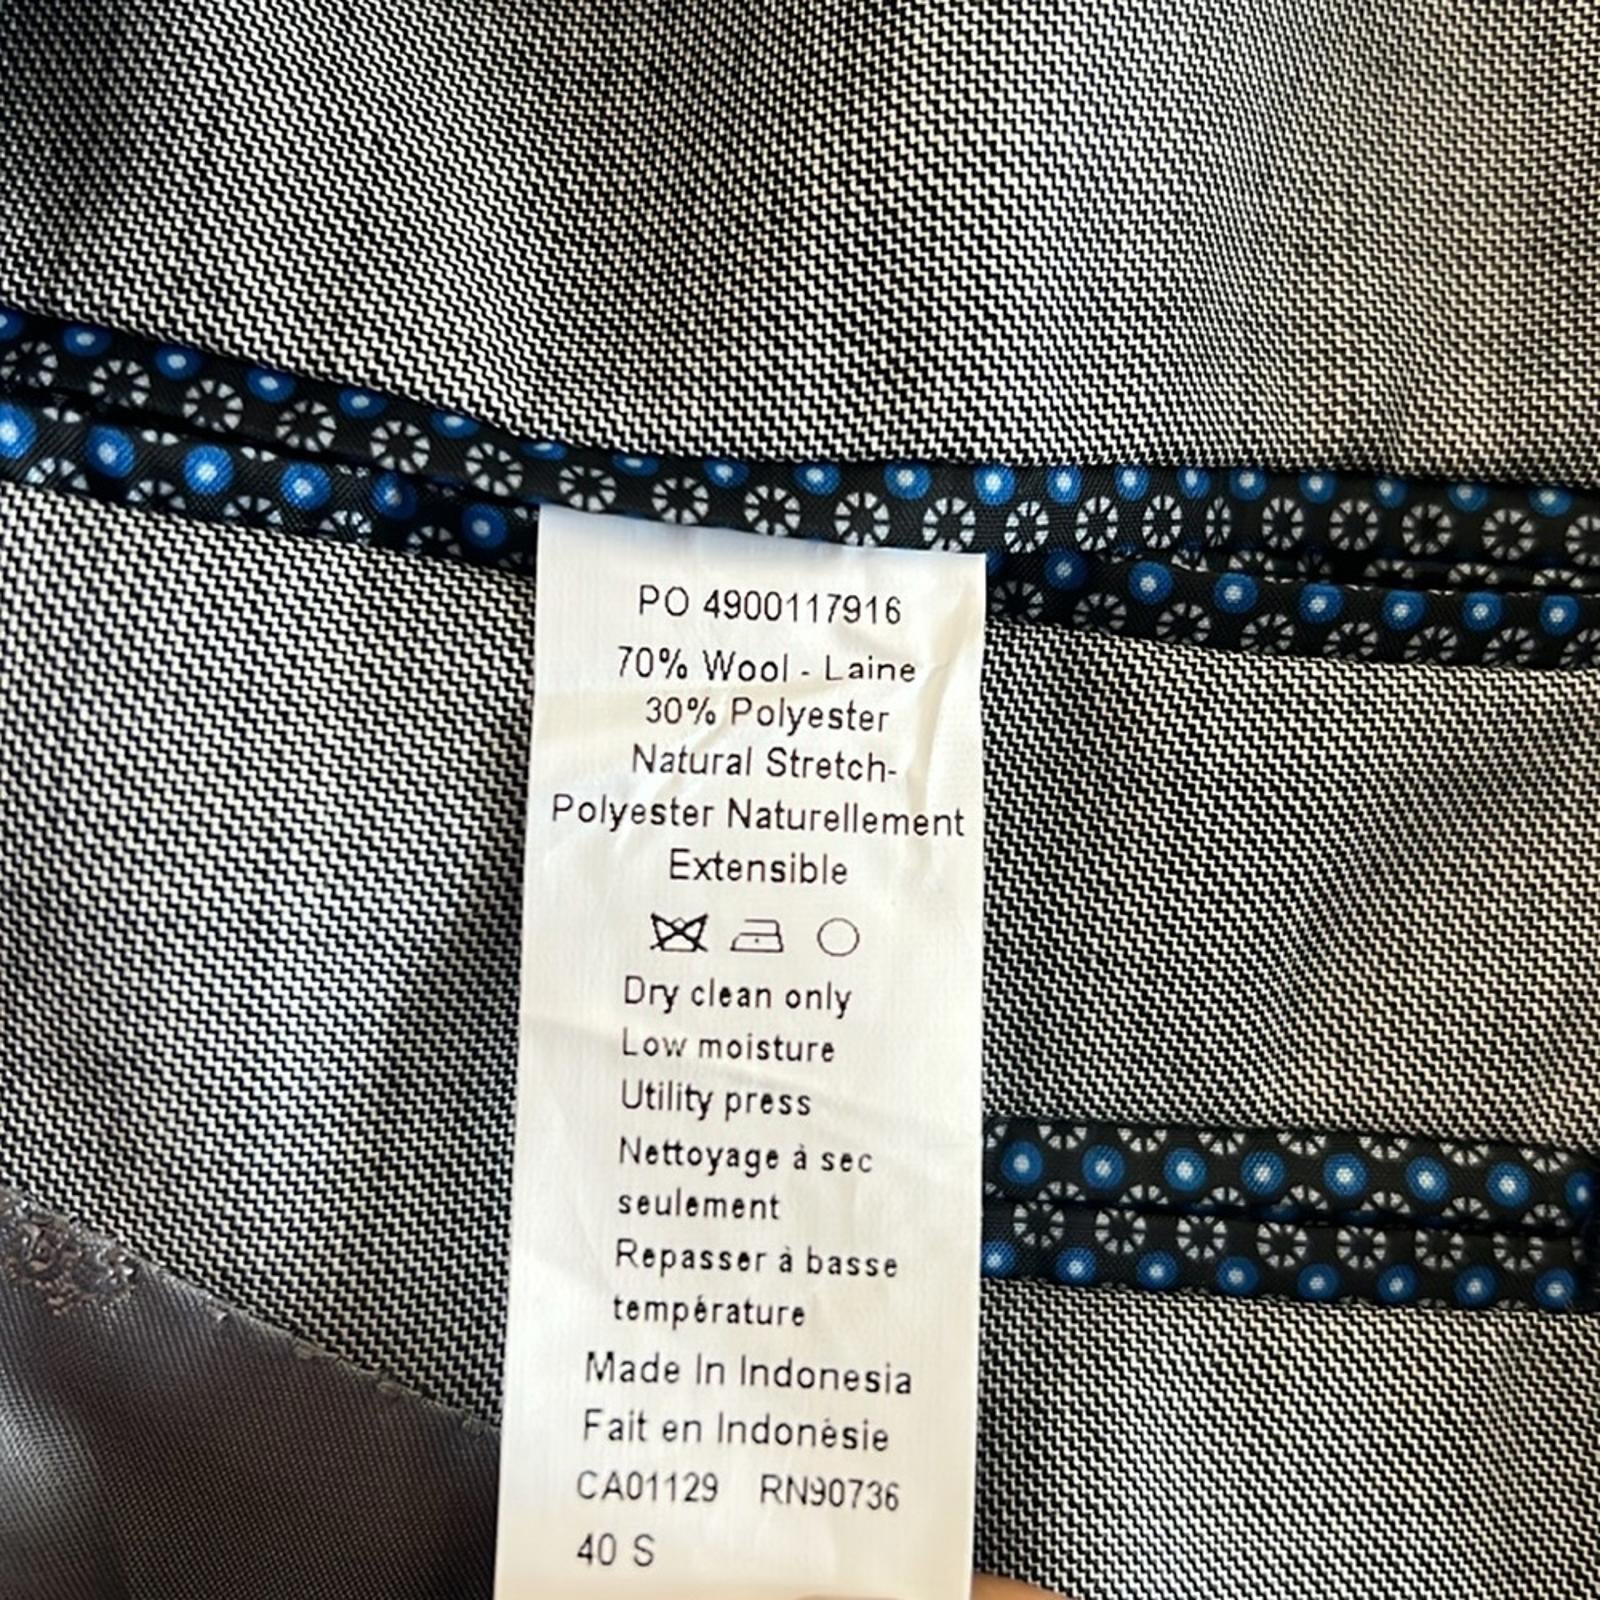 PO 4900117916
70% Wool - Laine
30% Polyester
Natural Stretch-
Polyester Naturellement
Extensible
Dry clean only
Low moisture
Utility press
Nettoyage à sec
seulement
Repasser à basse
température
Made In Indonesia
Fait en Indonésie
CA01129 RN90736
40 S